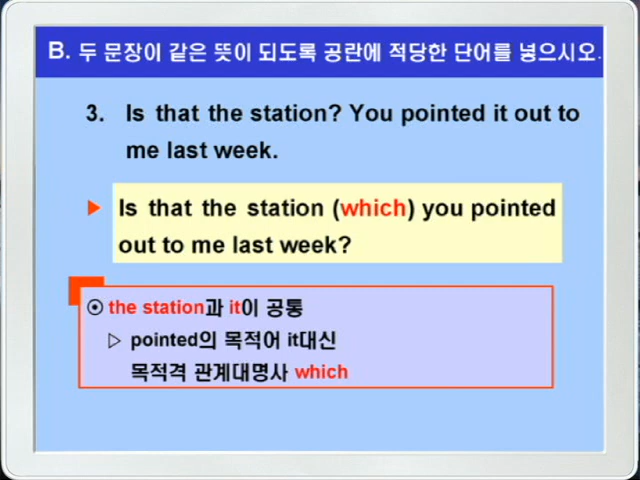 B. 두 문장이 같은 뜻이 되도록 공란에 적당한 단어를 넣으시오.
3. Is that the station? You pointed it out to
me last week.
▶ Is that the station (which) you pointed
out to me last week?
⊙ the station과 it이 공통
▷ pointed의 목적어 it대신
목적격 관계대명사 which